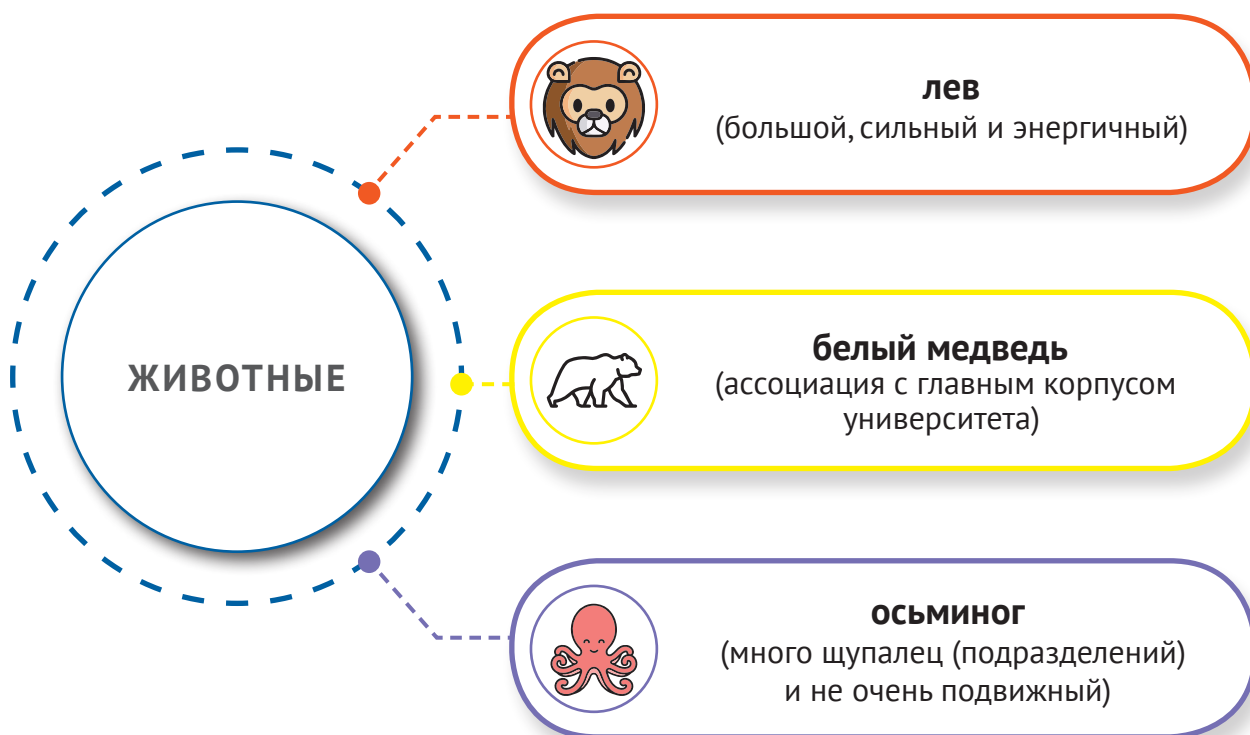 ЖИВОТНЫЕ
лев
(большой, сильный и энергичный)
белый медведь
(ассоциация с главным корпусом
университета)
осьминог
(много щупалец (подразделений)
и не очень подвижный)